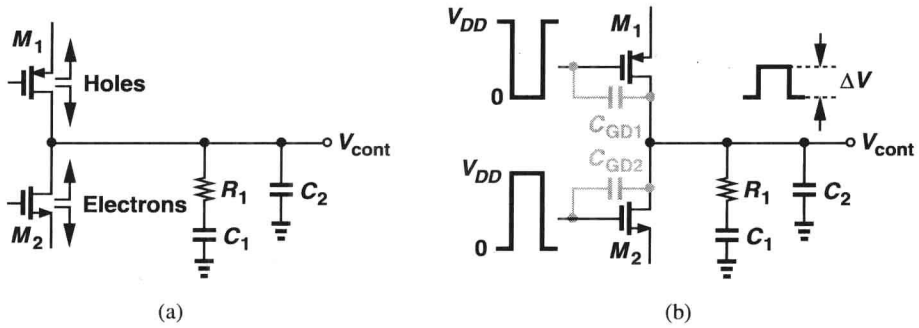 M1
Holes
Vcont
Electrons
R1
C2
M2
C1
(a)
VDD
M1
0
CGD1
ΔV
CGD2
Vcont
VDD
R1
C2
0
M2
C1
(b)